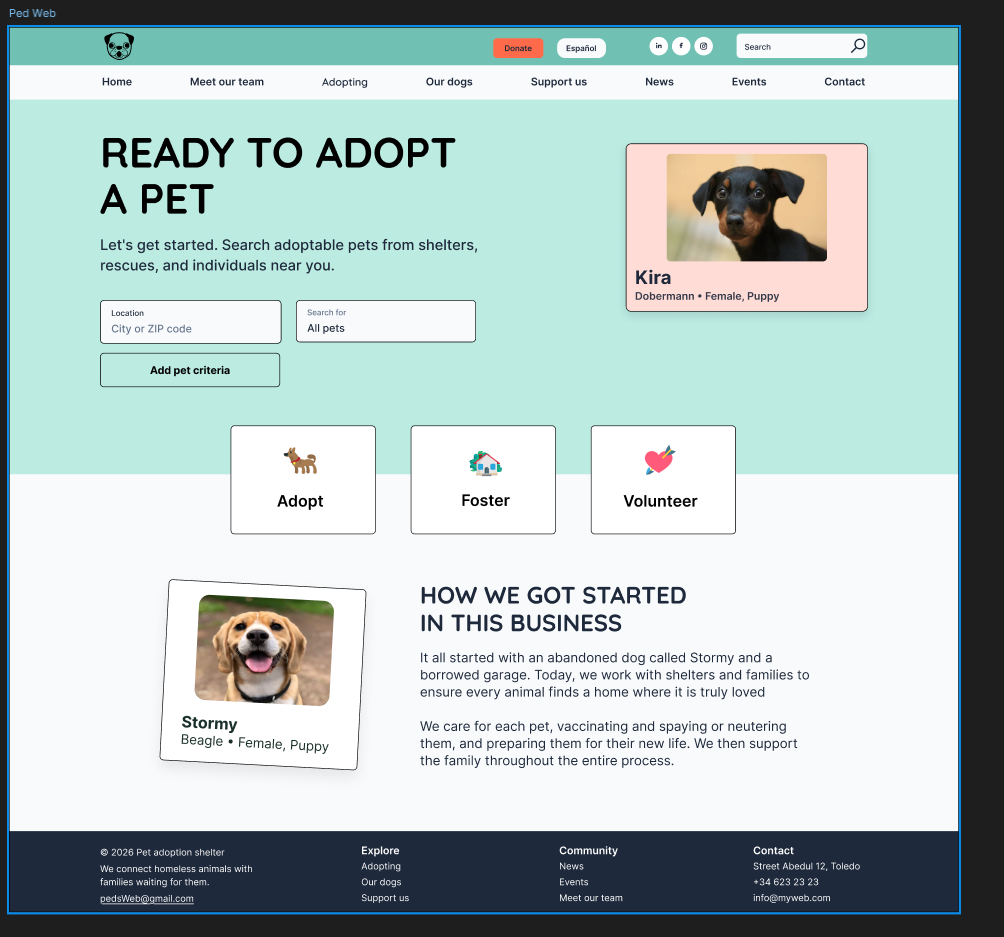 Ped Web
Donate
Español
in
f
Search
Home
Meet our team
Adopting
Our dogs
Support us
News
Events
Contact
READY TO ADOPT
A PET
Let's get started. Search adoptable pets from shelters,
rescues, and individuals near you.
Location
City or ZIP code
Search for
All pets
Add pet criteria
Kira
Dobermann • Female, Puppy
Adopt
Foster
Volunteer
Stormy
Beagle • Female, Puppy
HOW WE GOT STARTED
IN THIS BUSINESS
It all started with an abandoned dog called Stormy and a
borrowed garage. Today, we work with shelters and families to
ensure every animal finds a home where it is truly loved
We care for each pet, vaccinating and spaying or neutering
them, and preparing them for their new life. We then support
the family throughout the entire process.
© 2026 Pet adoption shelter
We connect homeless animals with
families waiting for them.
pedsWeb@gmail.com
Explore
Adopting
Our dogs
Support us
Community
News
Events
Meet our team
Contact
Street Abedul 12, Toledo
+34 623 23 23
info@myweb.com